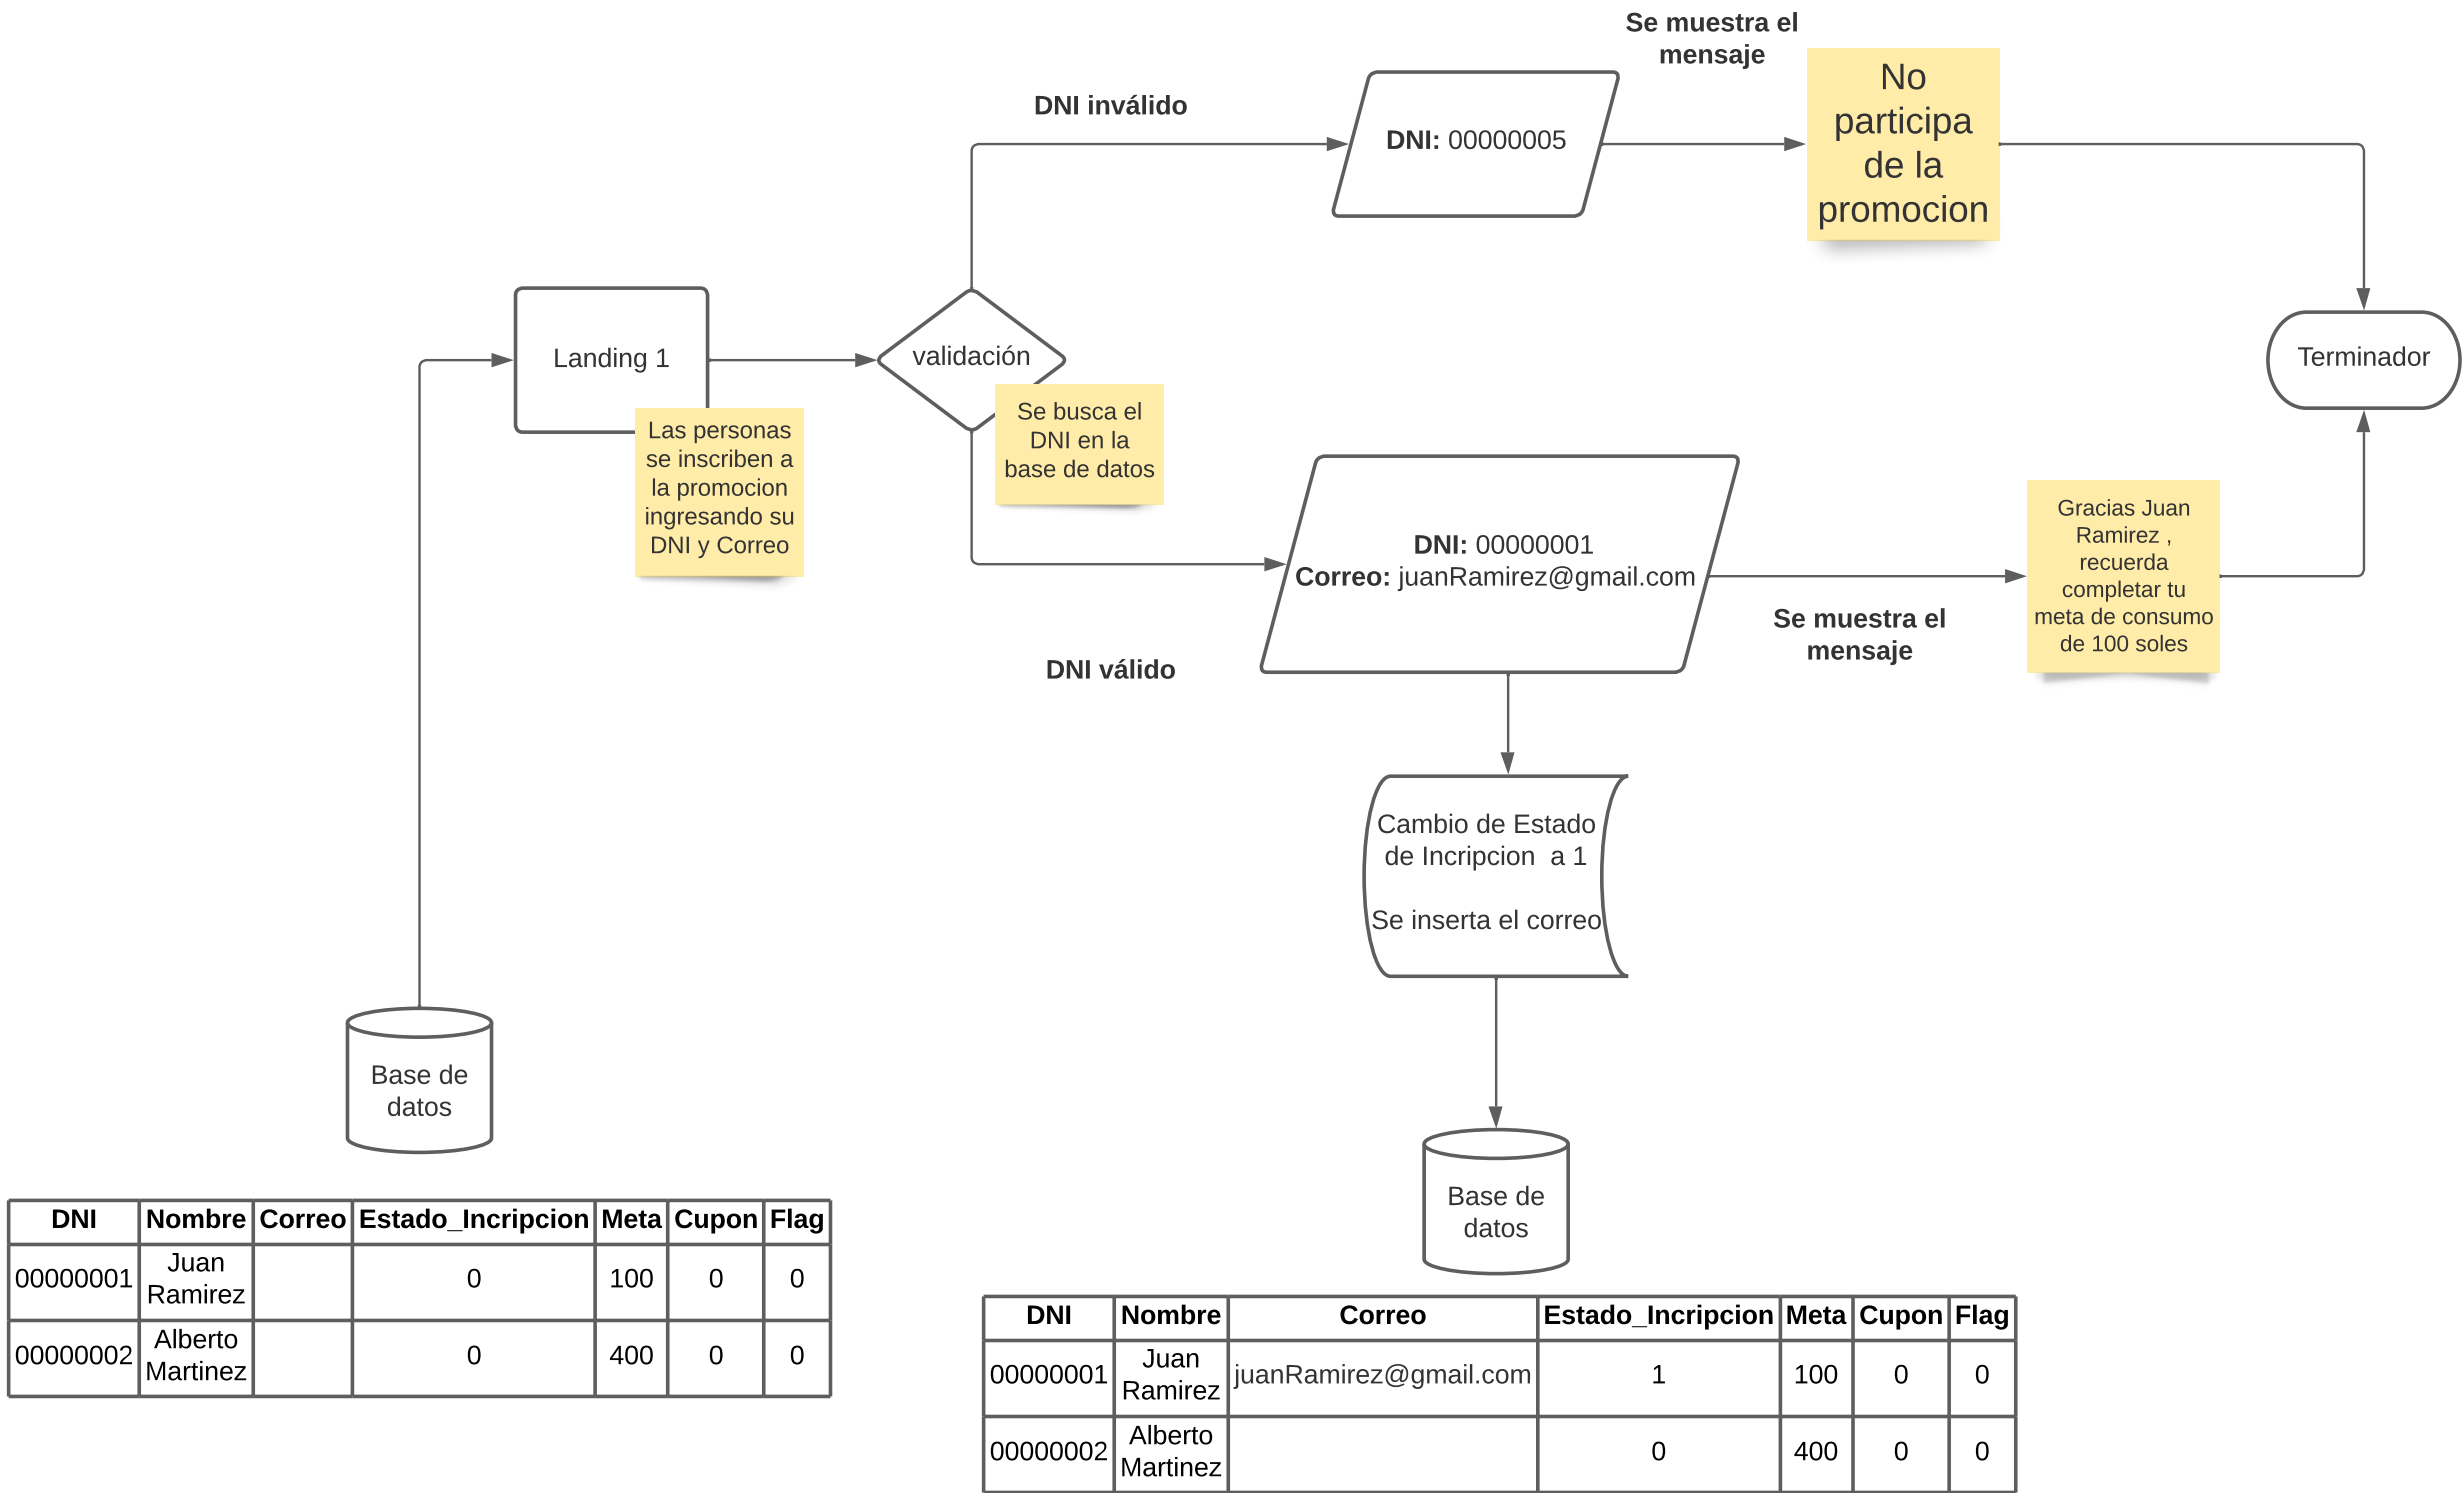 Se muestra el
mensaje
No
participa
de la
promocion
DNI inválido
DNI: 00000005
Landing 1
validación
Terminador
Las personas
se inscriben a
la promocion
ingresando su
DNI y Correo
Se busca el
DNI en la
base de datos
DNI: 00000001
Correo: juanRamirez@gmail.com
Gracias Juan
Ramirez ,
recuerda
completar tu
meta de consumo
de 100 soles
Se muestra el
mensaje
DNI válido
Cambio de Estado
de Incripcion  a 1
Se inserta el correo
Base de
datos
DNI Nombre Correo Estado_Incripcion Meta Cupon Flag
00000001 Juan Ramirez 0 100 0 0
00000002 Alberto Martinez 0 400 0 0
Base de
datos
DNI Nombre Correo Estado_Incripcion Meta Cupon Flag
00000001 Juan Ramirez juanRamirez@gmail.com 1 100 0 0
00000002 Alberto Martinez 0 400 0 0